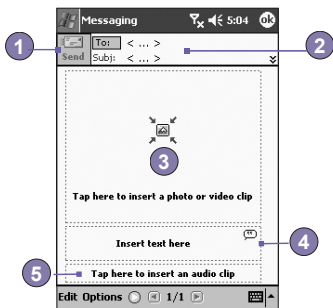 Messaging 5:04 ok
1
2
Send To: < ... >
Subj: < ... >
3
Tap here to insert a photo or video clip
4
Insert text here
5
Tap here to insert an audio clip
Edit Options 1/1